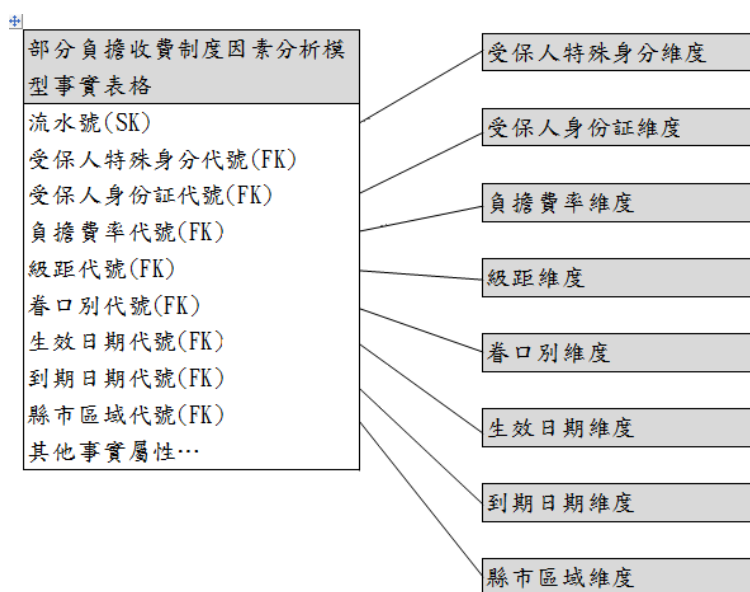 部分負擔收費制度因素分析模
型事實表格
流水號(SK)
受保人特殊身分代號(FK)
受保人身份証代號(FK)
負擔費率代號(FK)
級距代號(FK)
眷口別代號(FK)
生效日期代號(FK)
到期日期代號(FK)
縣市區域代號(FK)
其他事實屬性…
受保人特殊身分維度
受保人身份証維度
負擔費率維度
級距維度
眷口別維度
生效日期維度
到期日期維度
縣市區域維度